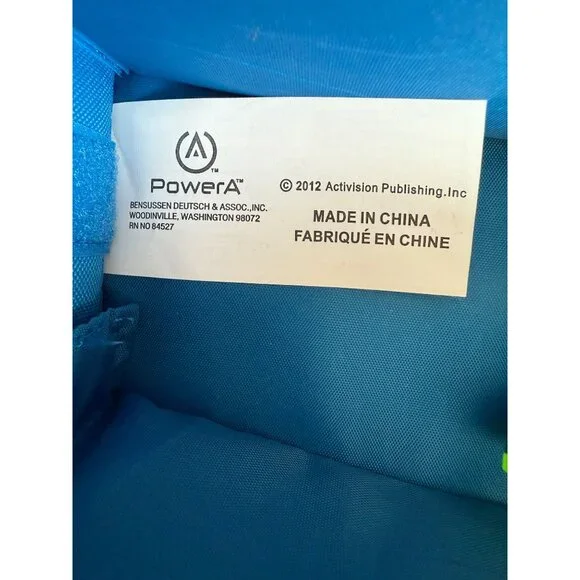 PowerA™
BENSUSSEN DEUTSCH & ASSOC.,INC.
WOODINVILLE, WASHINGTON 98072
RN NO 84527
© 2012 Activision Publishing.Inc
MADE IN CHINA
FABRIQUÉ EN CHINE